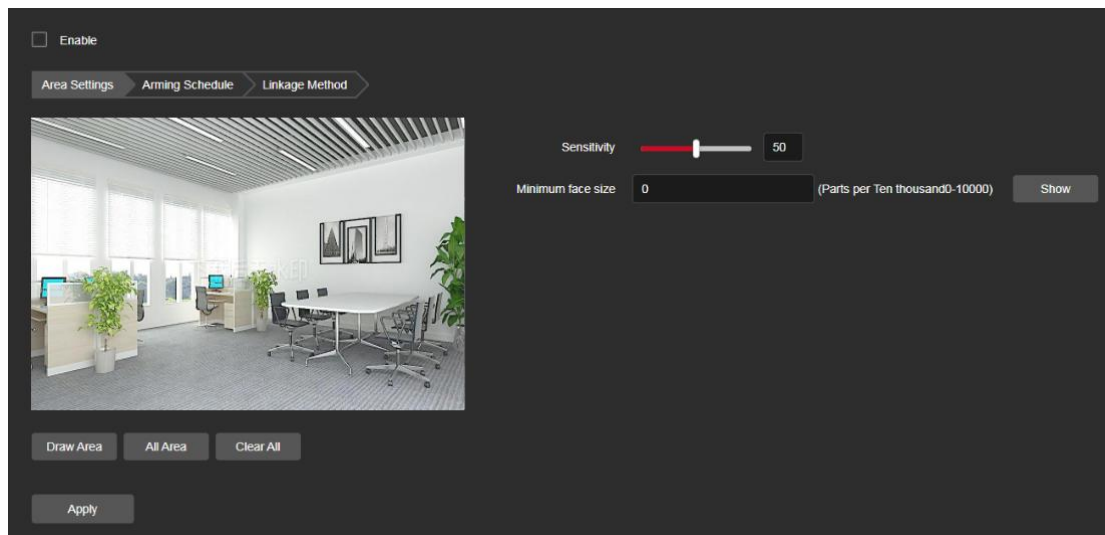 Enable
Area Settings Arming Schedule Linkage Method
Sensitivity 50
Minimum face size 0 (Parts per Ten thousand0-10000) Show
Draw Area All Area Clear All
Apply